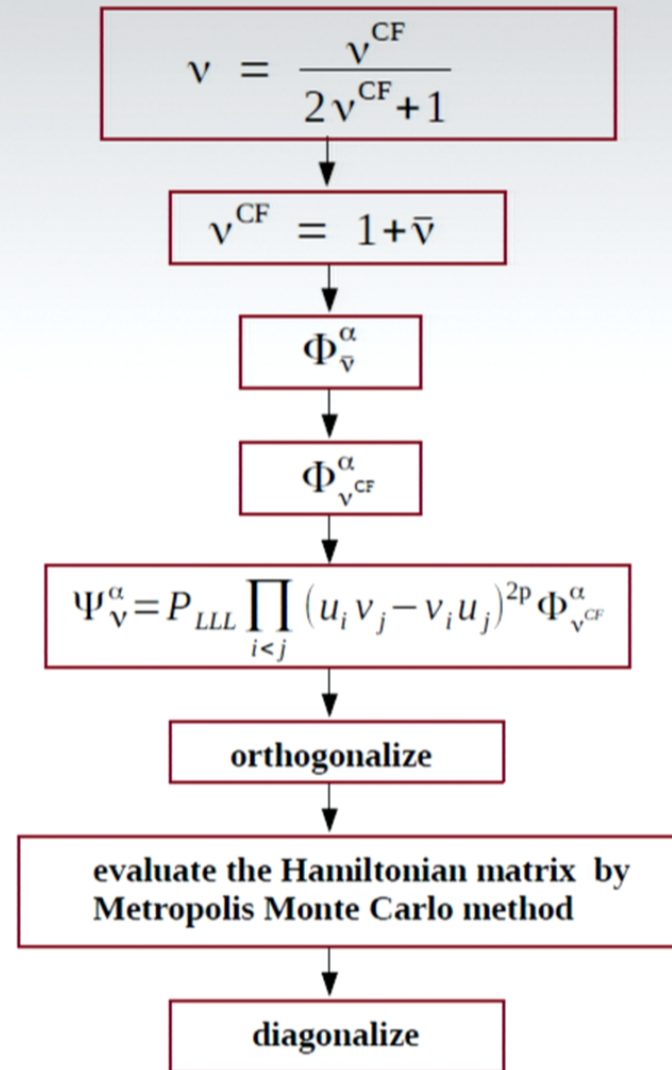 ν = ν^CF / (2ν^CF+1)
ν^CF = 1+ν̄
Φ^α_ν̄
Φ^α_ν^CF
Ψ^α_ν = P_LLL ∏_i<j (u_i v_j − v_i u_j)^2p Φ^α_ν^CF
orthogonalize
evaluate the Hamiltonian matrix by
Metropolis Monte Carlo method
diagonalize